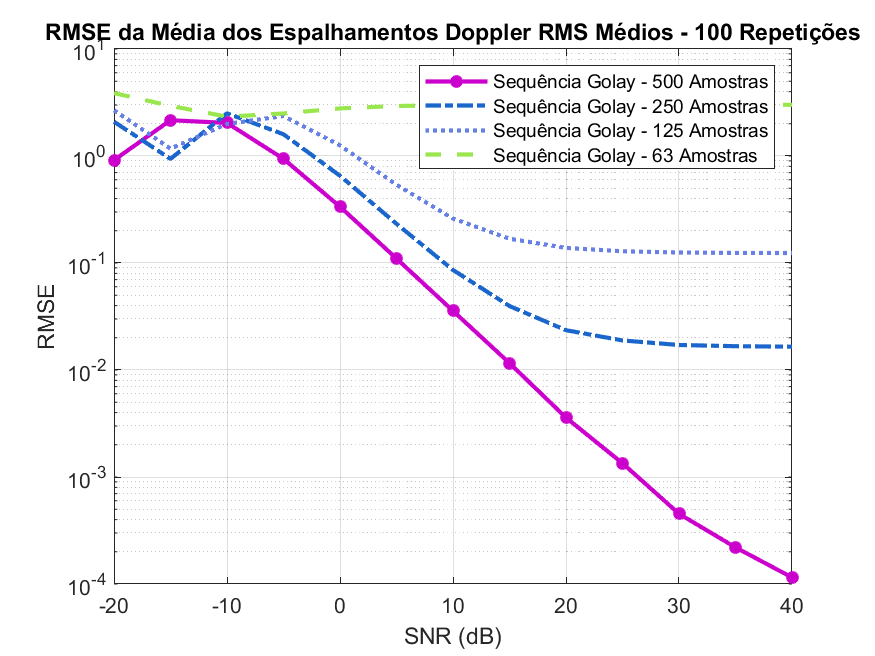 RMSE da Média dos Espalhamentos Doppler RMS Médios - 100 Repetições
10^1
10^0
10^-1
10^-2
10^-3
10^-4
RMSE
Sequência Golay - 500 Amostras
Sequência Golay - 250 Amostras
Sequência Golay - 125 Amostras
Sequência Golay - 63 Amostras
-20 -10 0 10 20 30 40
SNR (dB)